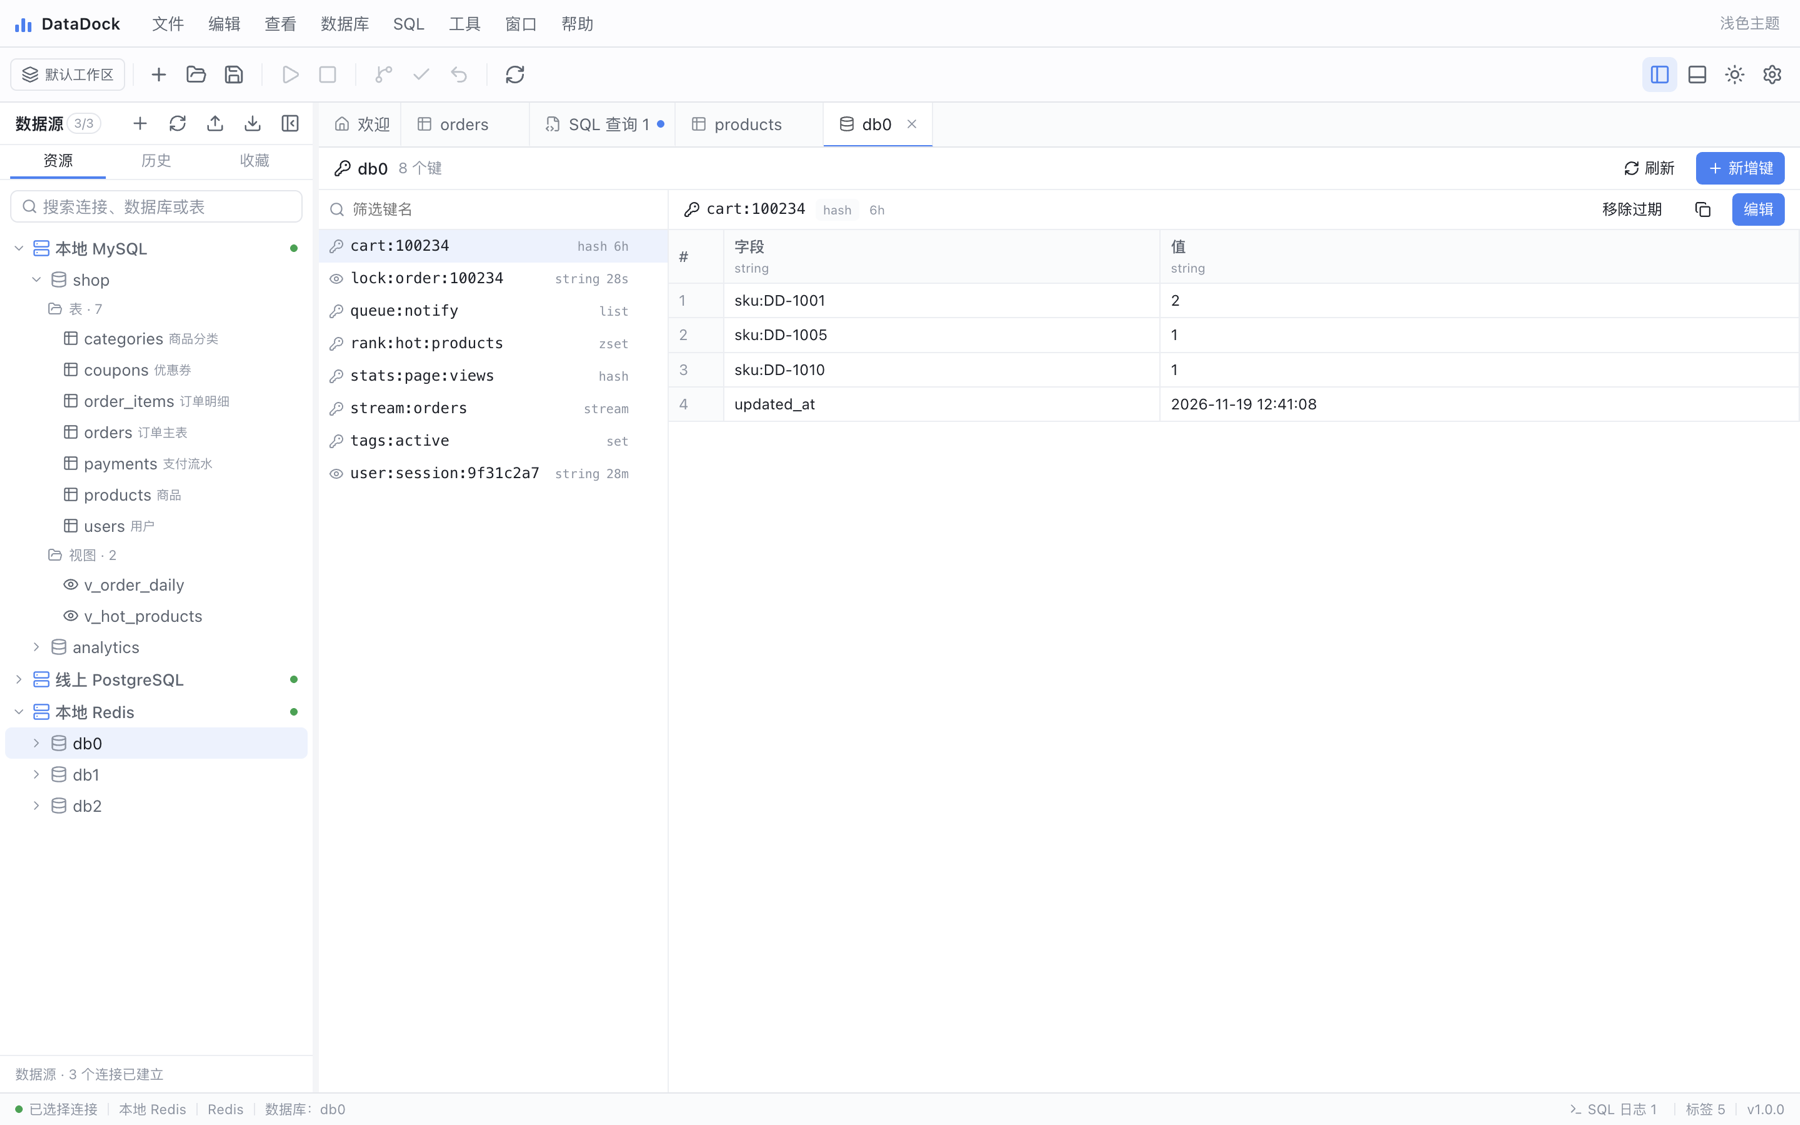 DataDock 文件 编辑 查看 数据库 SQL 工具 窗口 帮助 浅色主题
默认工作区
数据源 3/3
资源 历史 收藏
搜索连接、数据库或表
本地 MySQL
shop
表 · 7
categories 商品分类
coupons 优惠券
order_items 订单明细
orders 订单主表
payments 支付流水
products 商品
users 用户
视图 · 2
v_order_daily
v_hot_products
analytics
线上 PostgreSQL
本地 Redis
db0
db1
db2
数据源 · 3 个连接已建立
欢迎 orders SQL 查询 1 products db0
db0 8 个键 刷新 新增键
筛选键名
cart:100234 hash 6h
lock:order:100234 string 28s
queue:notify list
rank:hot:products zset
stats:page:views hash
stream:orders stream
tags:active set
user:session:9f31c2a7 string 28m
cart:100234 hash 6h 移除过期 编辑
# 字段 值
string string
1 sku:DD-1001 2
2 sku:DD-1005 1
3 sku:DD-1010 1
4 updated_at 2026-11-19 12:41:08
已选择连接 本地 Redis Redis 数据库: db0 SQL 日志 1 标签 5 v1.0.0